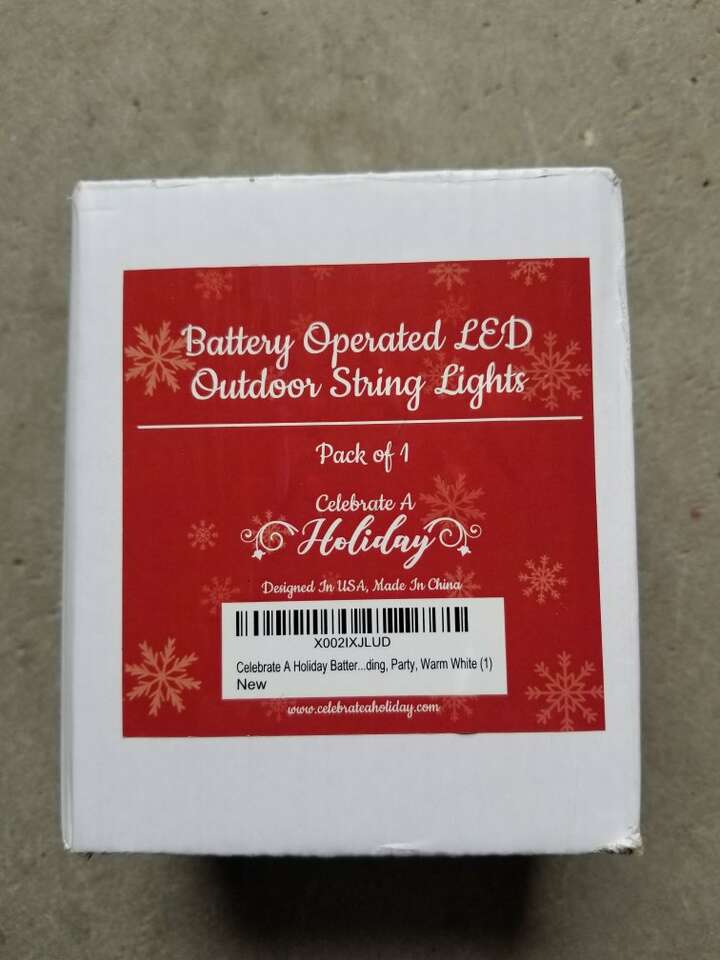 Battery Operated LED
Outdoor String Lights
Pack of 1
Celebrate A
Holiday
Designed In USA, Made In China
X002IXJLUD
Celebrate A Holiday Batter...ding, Party, Warm White (1)
New
www.celebrateaholiday.com